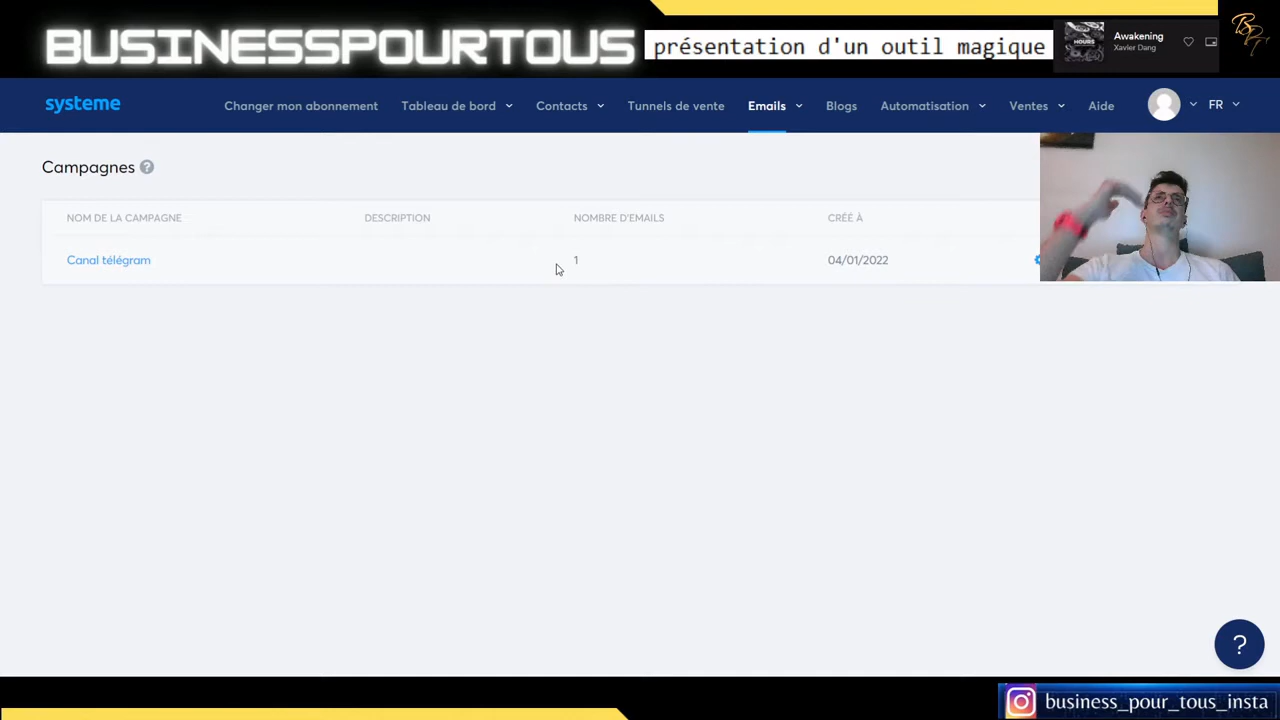 BUSINESSPOURTOUS
présentation d'un outil magique
HOURS
Awakening
Xavier Dang
systeme
Changer mon abonnement
Tableau de bord
Contacts
Tunnels de vente
Emails
Blogs
Automatisation
Ventes
Aide
FR
Campagnes ?
NOM DE LA CAMPAGNE
DESCRIPTION
NOMBRE D'EMAILS
CRÉÉ À
Canal télégram
1
04/01/2022
?
business_pour_tous_insta